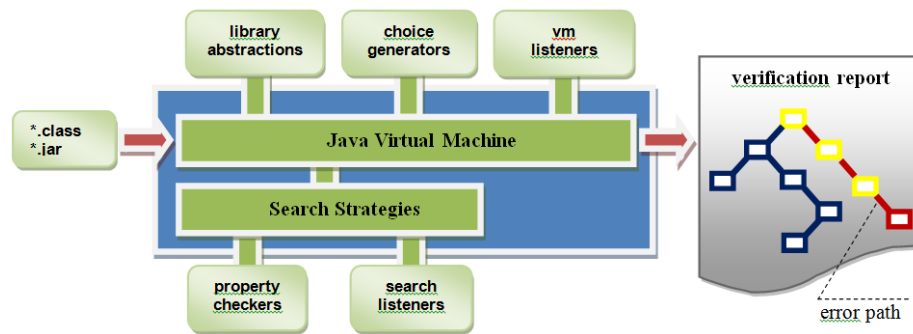 library
abstractions
choice
generators
vm
listeners
*.class
*.jar
Java Virtual Machine
Search Strategies
property
checkers
search
listeners
verification report
error path